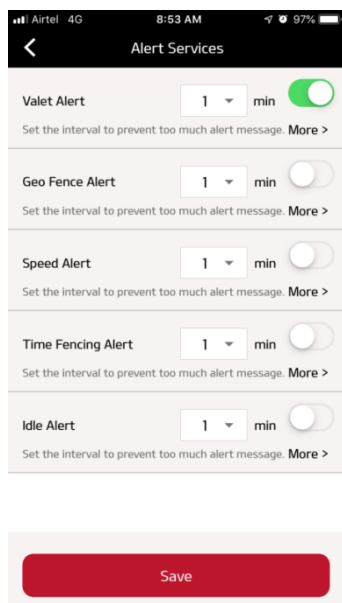 Airtel 4G 8:53 AM 97%
Alert Services
Valet Alert 1 min
Set the interval to prevent too much alert message. More >
Geo Fence Alert 1 min
Set the interval to prevent too much alert message. More >
Speed Alert 1 min
Set the interval to prevent too much alert message. More >
Time Fencing Alert 1 min
Set the interval to prevent too much alert message. More >
Idle Alert 1 min
Set the interval to prevent too much alert message. More >
Save